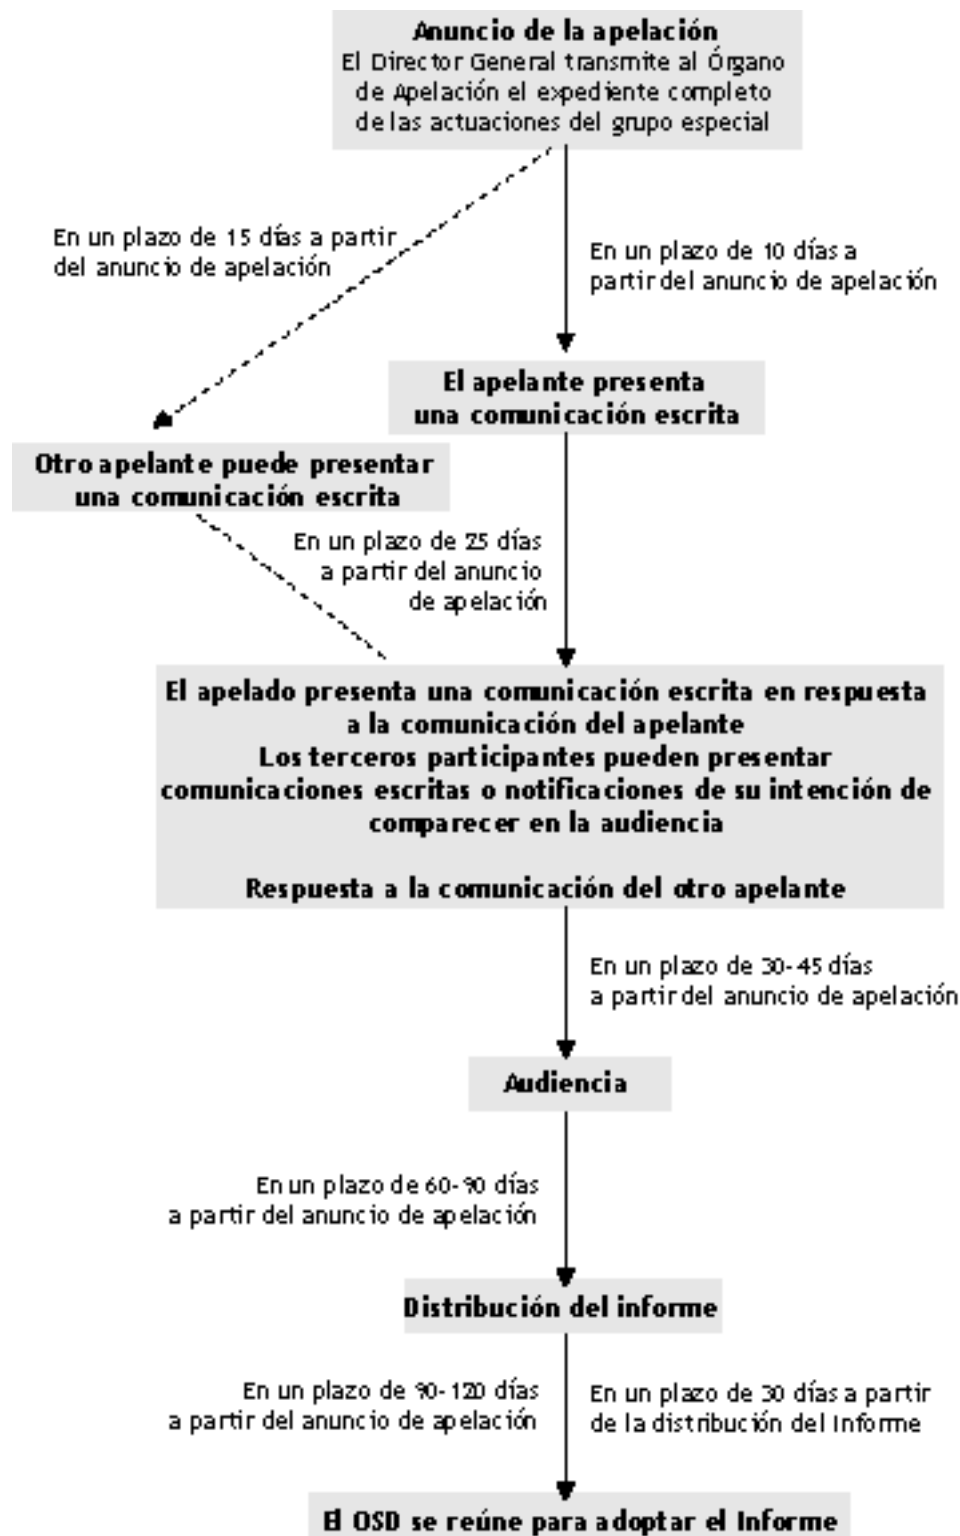 Anuncio de la apelación
El Director General transmite al Órgano
de Apelación el expediente completo
de las actuaciones del grupo especial
En un plazo de 15 días a partir
del anuncio de apelación
En un plazo de 10 días a
partir del anuncio de apelación
El apelante presenta
una comunicación escrita
Otro apelante puede presentar
una comunicación escrita
En un plazo de 25 días
a partir del anuncio
de apelación
El apelado presenta una comunicación escrita en respuesta
a la comunicación del apelante
Los terceros participantes pueden presentar
comunicaciones escritas o notificaciones de su intención de
comparecer en la audiencia
Respuesta a la comunicación del otro apelante
En un plazo de 30-45 días
a partir del anuncio de apelación
Audiencia
En un plazo de 60-90 días
a partir del anuncio de apelación
Distribución del informe
En un plazo de 90-120 días
a partir del anuncio de apelación
En un plazo de 30 días a partir
de la distribución del Informe
El OSD se reúne para adoptar el Informe